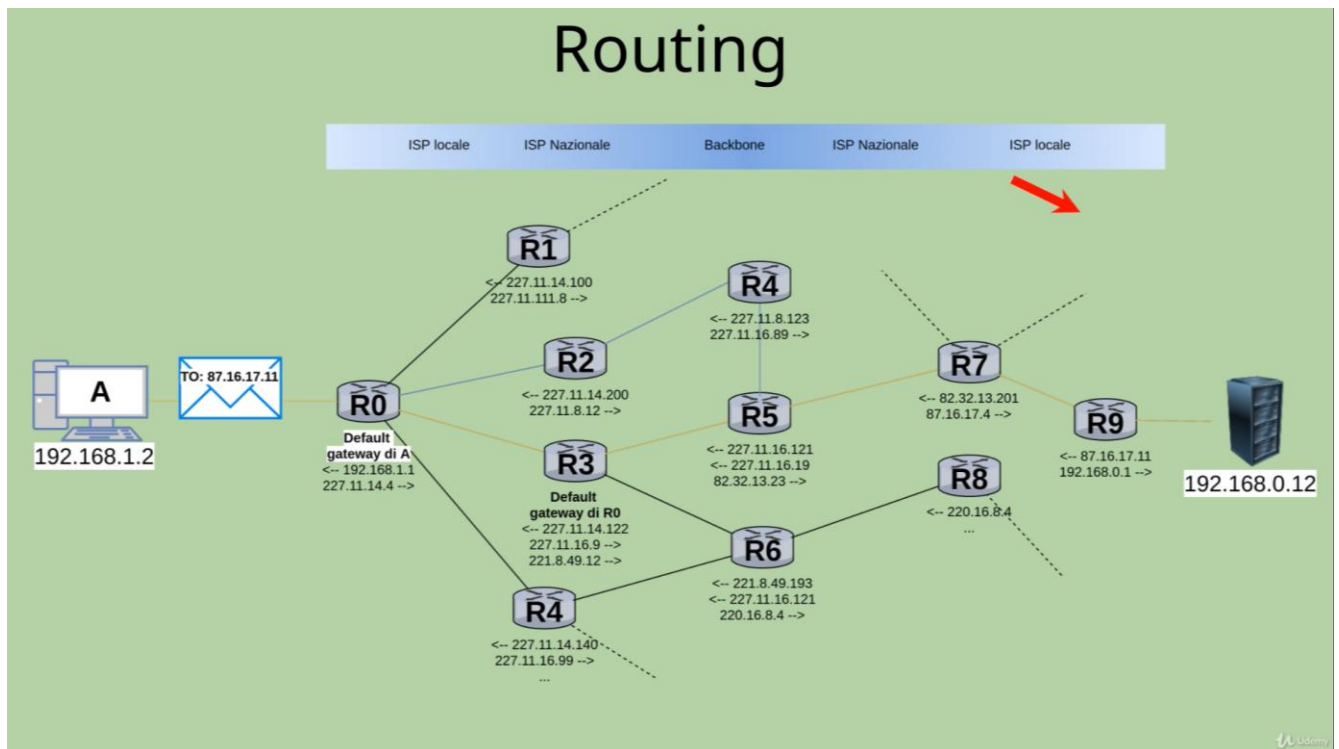 Routing
ISP locale
ISP Nazionale
Backbone
ISP Nazionale
ISP locale
R1
<-- 227.11.14.100
227.11.111.8 -->
R4
<-- 227.11.8.123
227.11.16.89 -->
R2
<-- 227.11.14.200
227.11.8.12 -->
R7
<-- 82.32.13.201
87.16.17.4 -->
A
192.168.1.2
TO: 87.16.17.11
R0
Default
gateway di A
<-- 192.168.1.1
227.11.14.4 -->
R5
<-- 227.11.16.121
<-- 227.11.16.19
82.32.13.23 -->
R9
<-- 87.16.17.11
192.168.0.1 -->
192.168.0.12
R3
Default
gateway di R0
<-- 227.11.14.122
227.11.16.9 -->
221.8.49.12 -->
R8
<-- 220.16.8.4
...
R6
<-- 221.8.49.193
<-- 227.11.16.121
220.16.8.4 -->
R4
<-- 227.11.14.140
227.11.16.99 -->
...
Udemy